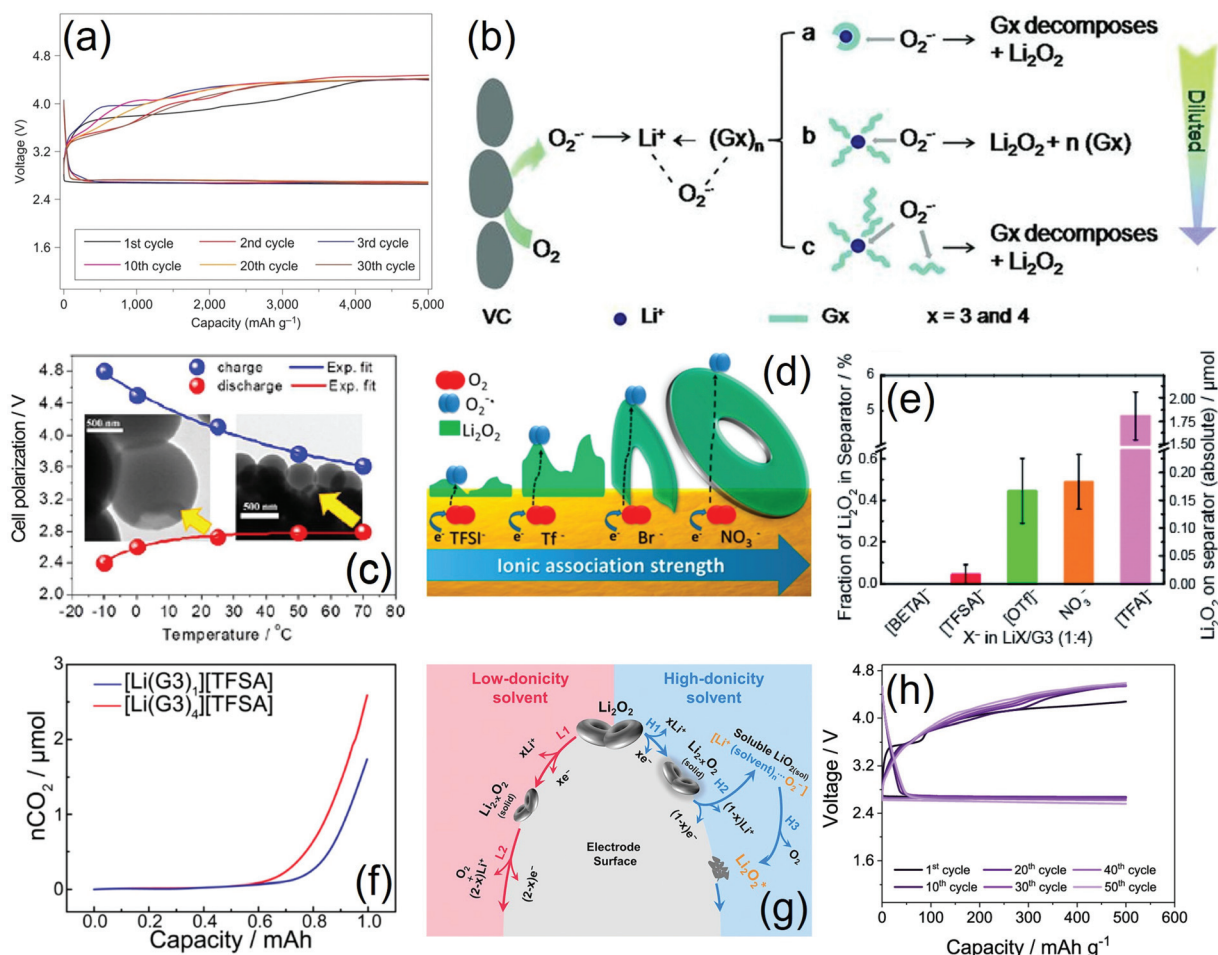 (a)
4.8
4.0
3.2
2.4
1.6
Voltage (V)
1st cycle 2nd cycle 3rd cycle
10th cycle 20th cycle 30th cycle
0 1,000 2,000 3,000 4,000 5,000
Capacity (mAh g⁻¹)
(b)
O₂⁻· → Li⁺ ← (Gx)ₙ
O₂⁻·
O₂
VC
a O₂⁻· → Gx decomposes
+ Li₂O₂
b O₂⁻· → Li₂O₂ + n (Gx)
c O₂⁻· → Gx decomposes
+ Li₂O₂
Diluted
Li⁺ Gx x = 3 and 4
(c)
charge Exp. fit
discharge Exp. fit
5.2
4.8
4.4
4.0
3.6
3.2
2.8
2.4
2.0
Cell polarization / V
500 nm
500 nm
-20 -10 0 10 20 30 40 50 60 70 80
Temperature / °C
(d)
O₂
O₂⁻•
Li₂O₂
e⁻ e⁻ e⁻ e⁻
TFSI⁻ Tf⁻ Br⁻ NO₃⁻
Ionic association strength
(e)
Fraction of Li₂O₂ in Separator / %
6
5
0.6
0.4
0.2
0.0
2.00
1.75
1.50
0.20
0.15
0.10
0.05
0.00
Li₂O₂ on separator (absolute) / μmol
[BETA]⁻ [TFSA]⁻ [OTf]⁻ NO₃⁻ [TFA]⁻
X⁻ in LiX/G3 (1:4)
(f)
[Li(G3)₁][TFSA]
[Li(G3)₄][TFSA]
3
2
1
0
nCO₂ / μmol
0.0 0.2 0.4 0.6 0.8 1.0
Capacity / mAh
(g)
Low-donicity
solvent
High-donicity
solvent
Li₂O₂
L1
xLi⁺
xe⁻
Li₂₋ₓO₂
(solid)
L2
O₂
+
(2-x)Li⁺
(2-x)e⁻
Electrode
Surface
H1
xLi⁺
xe⁻
Li₂₋ₓO₂
(solid)
H2
(1-x)Li⁺
(1-x)e⁻
Soluble LiO₂(sol)
[Li⁺ (solvent)ₙ---O₂⁻]
H3
O₂
Li₂O₂*
(h)
4.8
4.0
3.2
2.4
1.6
Voltage / V
1ˢᵗ cycle 20ᵗʰ cycle 40ᵗʰ cycle
10ᵗʰ cycle 30ᵗʰ cycle 50ᵗʰ cycle
0 100 200 300 400 500 600
Capacity / mAh g⁻¹